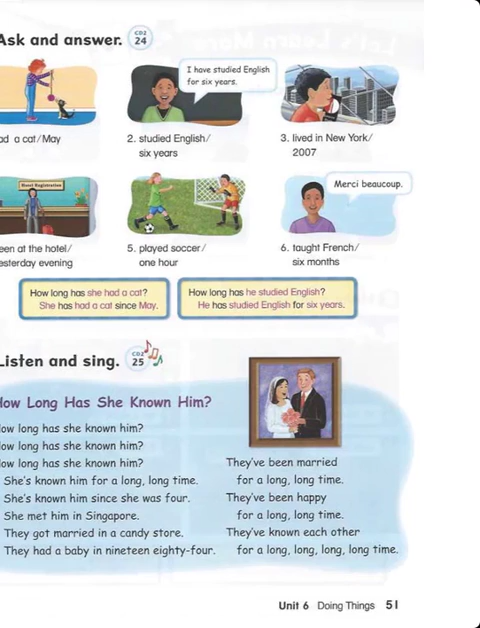 Ask and answer. CD2 24
I have studied English
for six years.
ad a cat/May
2. studied English/
six years
3. lived in New York/
2007
Hotel Registration
Merci beaucoup.
een at the hotel/
esterday evening
5. played soccer/
one hour
6. taught French/
six months
How long has she had a cat?
She has had a cat since May.
How long has he studied English?
He has studied English for six years.
Listen and sing. CD2 25
How Long Has She Known Him?
How long has she known him?
How long has she known him?
How long has she known him?
She's known him for a long, long time.
She's known him since she was four.
She met him in Singapore.
They got married in a candy store.
They had a baby in nineteen eighty-four.
They've been married
for a long, long time.
They've been happy
for a long, long time.
They've known each other
for a long, long, long, long time.
Unit 6 Doing Things 51